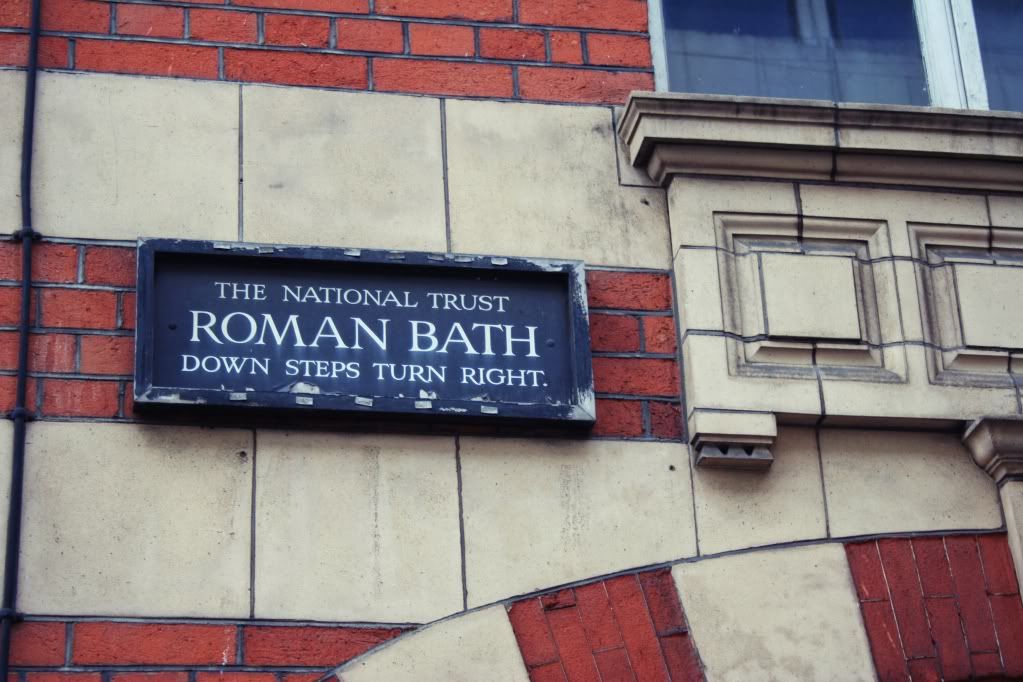 THE NATIONAL TRUST
ROMAN BATH
DOWN STEPS TURN RIGHT.